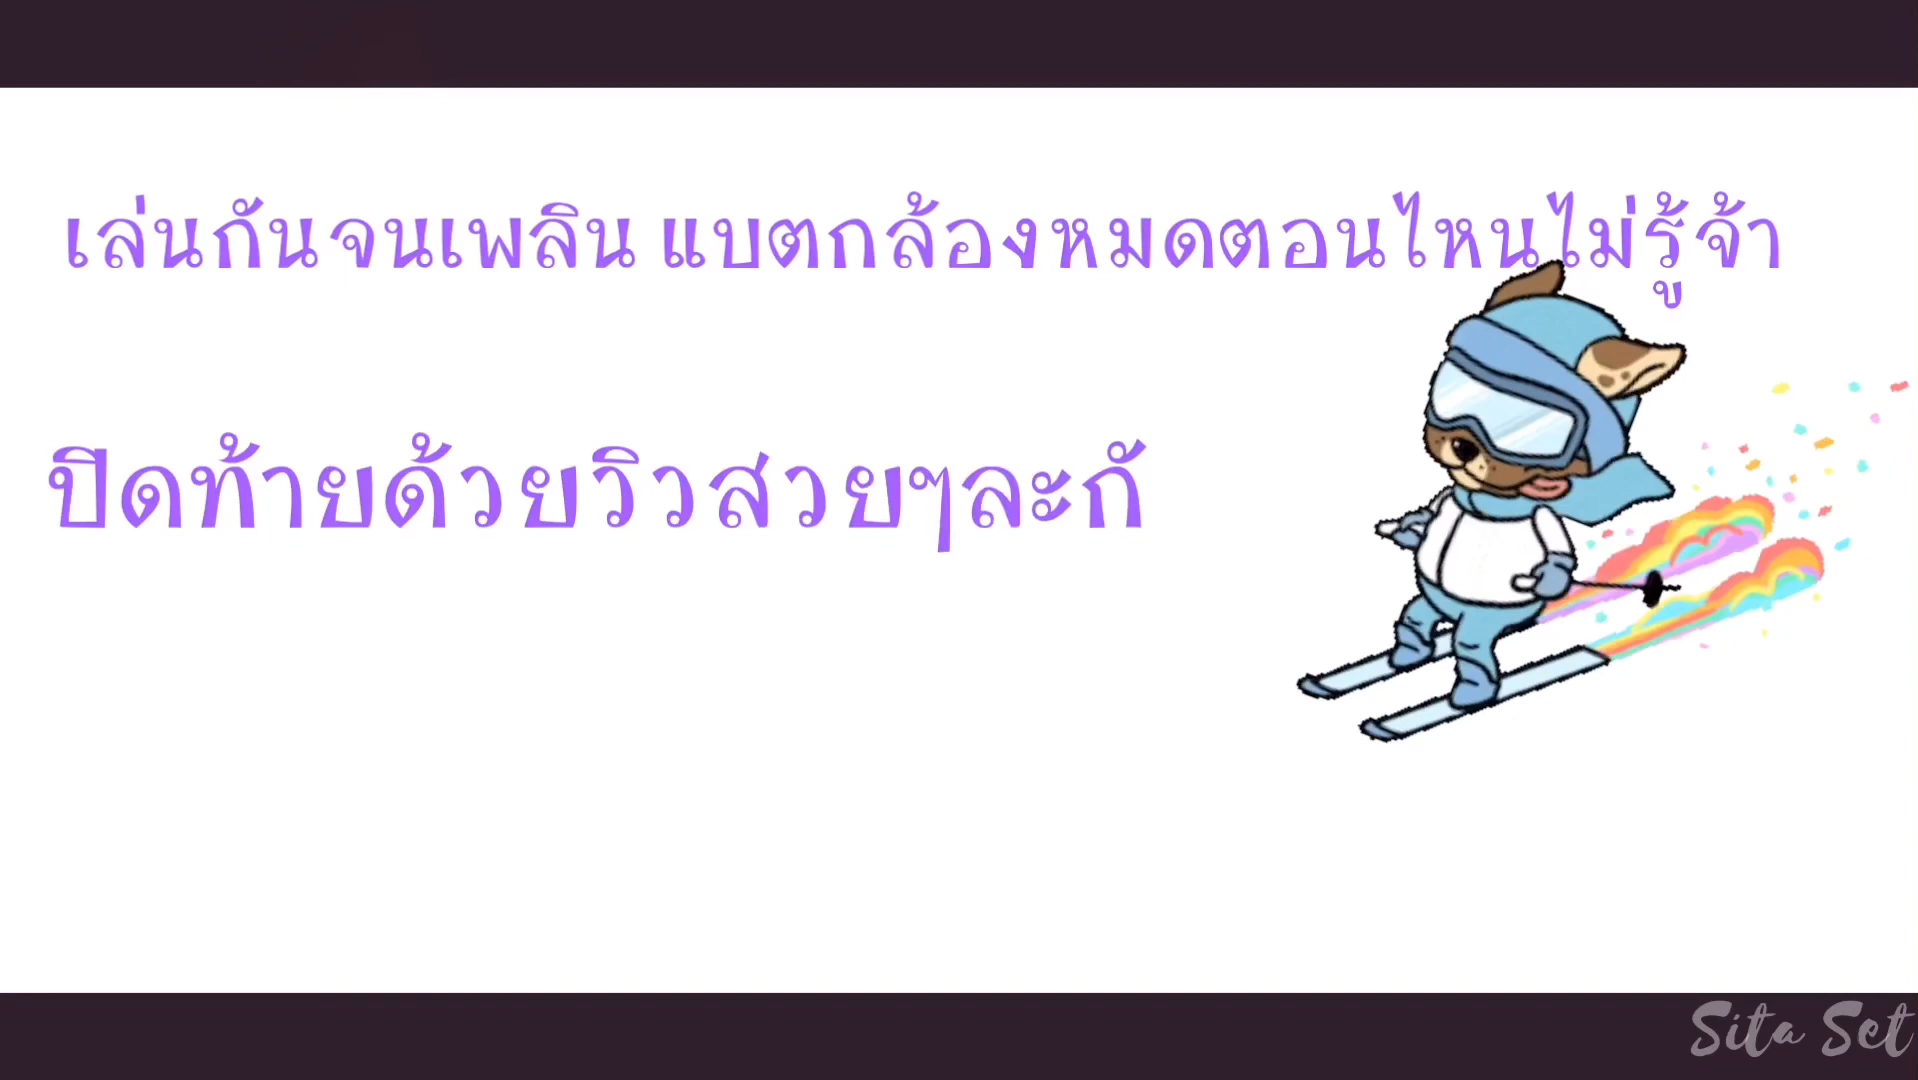 เล่นกันจนเพลิน แบตกล้องหมดตอนไหนไม่รู้จ้า
ปิดท้ายด้วยวิวสวยๆละกั
Sita Set